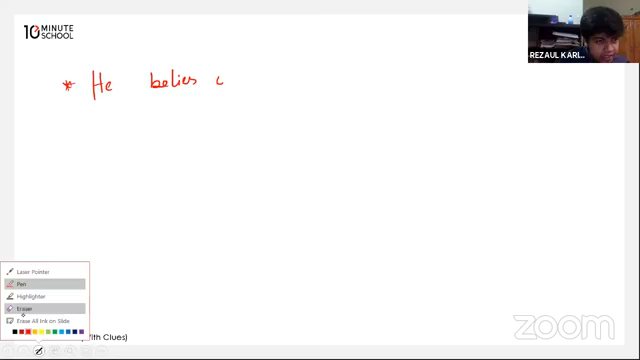 10 MINUTE SCHOOL
REZAUL KARI...
* He belies
Laser Pointer
Pen
Highlighter
Eraser
Erase All Ink on Slide
With Clues)
zoom